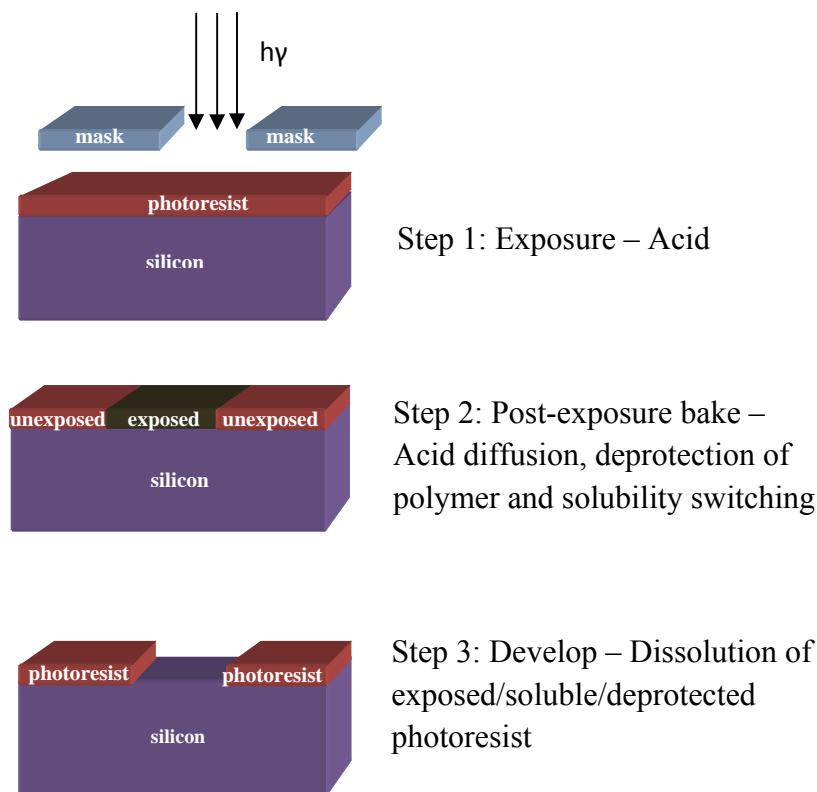 hγ
mask mask
photoresist
silicon
Step 1: Exposure – Acid
unexposed exposed unexposed
silicon
Step 2: Post-exposure bake –
Acid diffusion, deprotection of
polymer and solubility switching
photoresist photoresist
silicon
Step 3: Develop – Dissolution of
exposed/soluble/deprotected
photoresist